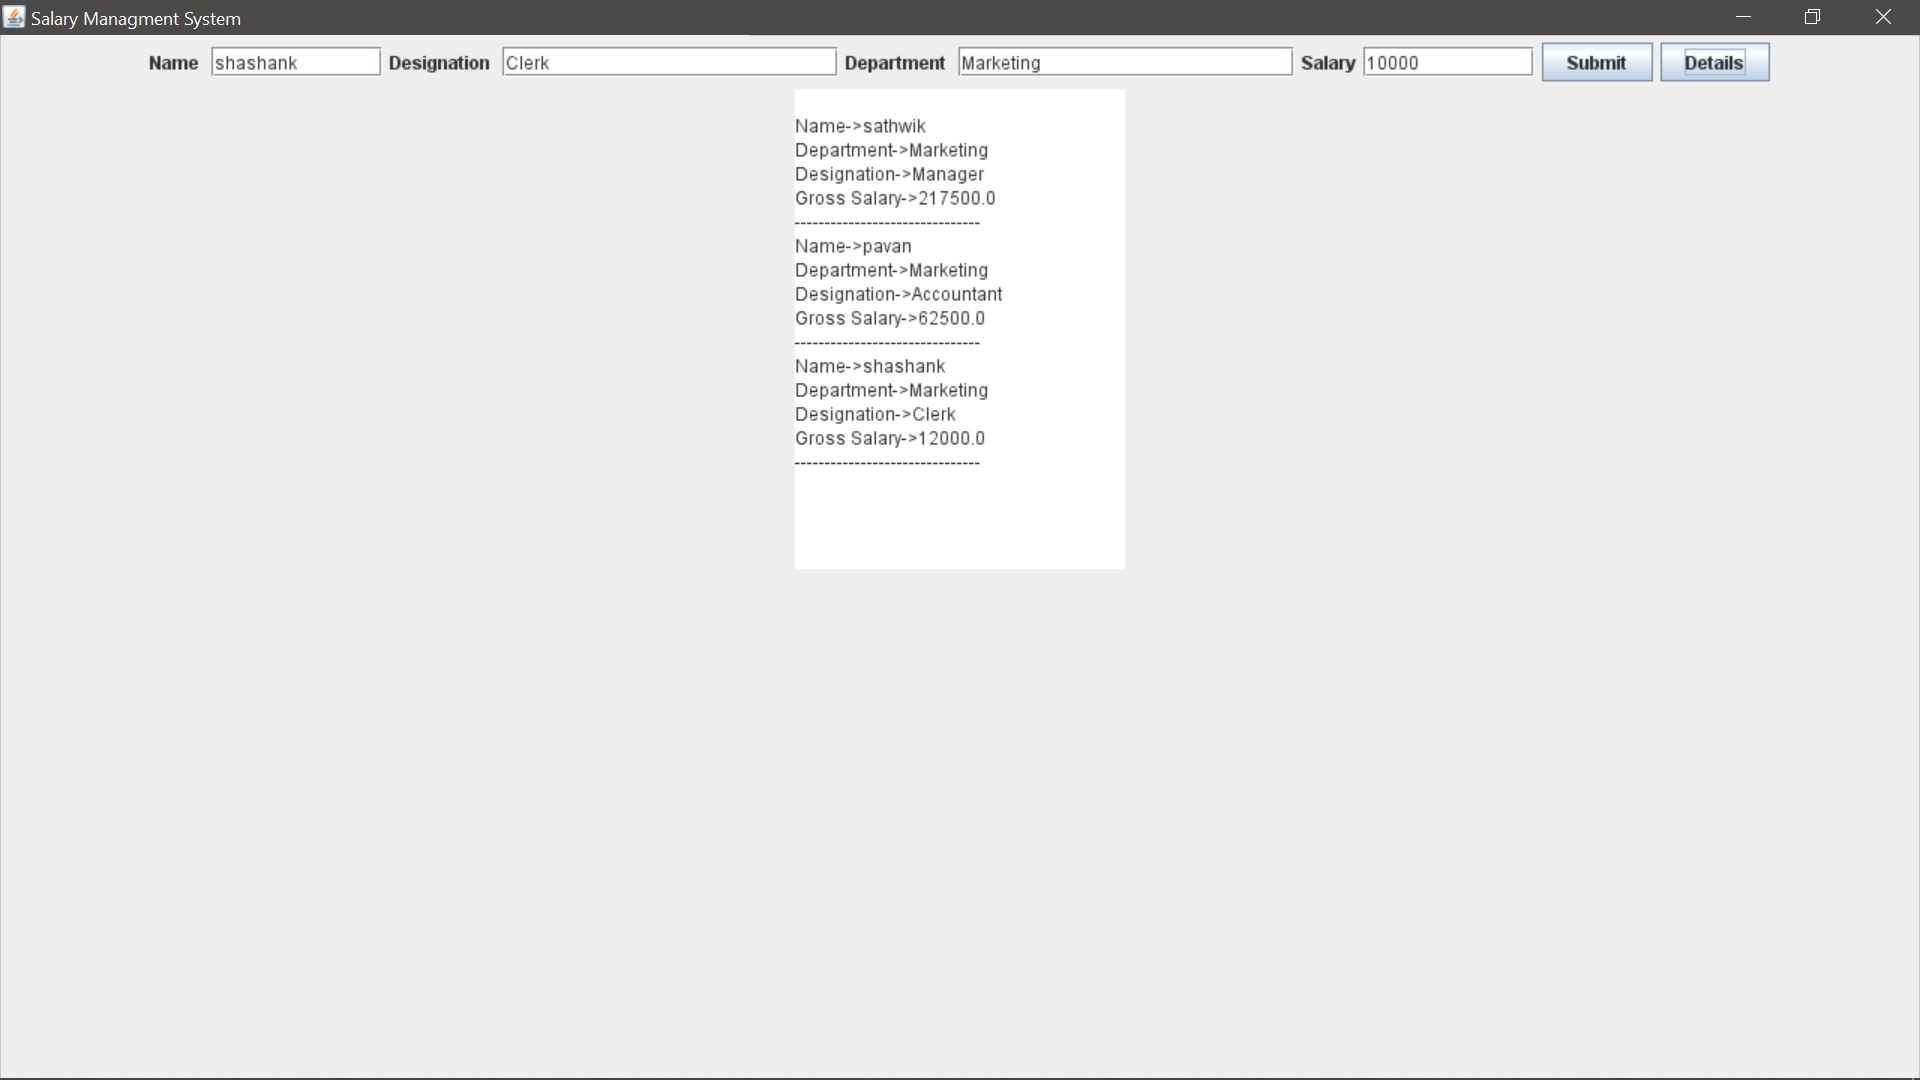 Salary Managment System
Name shashank Designation Clerk Department Marketing Salary 10000 Submit Details
Name->sathwik
Department->Marketing
Designation->Manager
Gross Salary->217500.0
-------------------------------
Name->pavan
Department->Marketing
Designation->Accountant
Gross Salary->62500.0
-------------------------------
Name->shashank
Department->Marketing
Designation->Clerk
Gross Salary->12000.0
-------------------------------